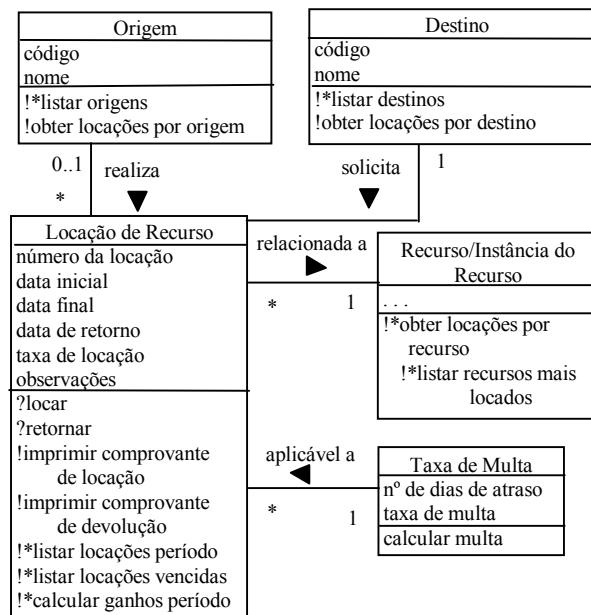 Origem
código
nome
!*listar origens
!obter locações por origem
Destino
código
nome
!*listar destinos
!obter locações por destino
0..1
realiza
*
solicita
1
Locação de Recurso
número da locação
data inicial
data final
data de retorno
taxa de locação
observações
?locar
?retornar
!imprimir comprovante
de locação
!imprimir comprovante
de devolução
!*listar locações período
!*listar locações vencidas
!*calcular ganhos período
relacionada a
*
1
Recurso/Instância do
Recurso
. . .
!*obter locações por
recurso
!*listar recursos mais
locados
aplicável a
*
1
Taxa de Multa
nº de dias de atraso
taxa de multa
calcular multa